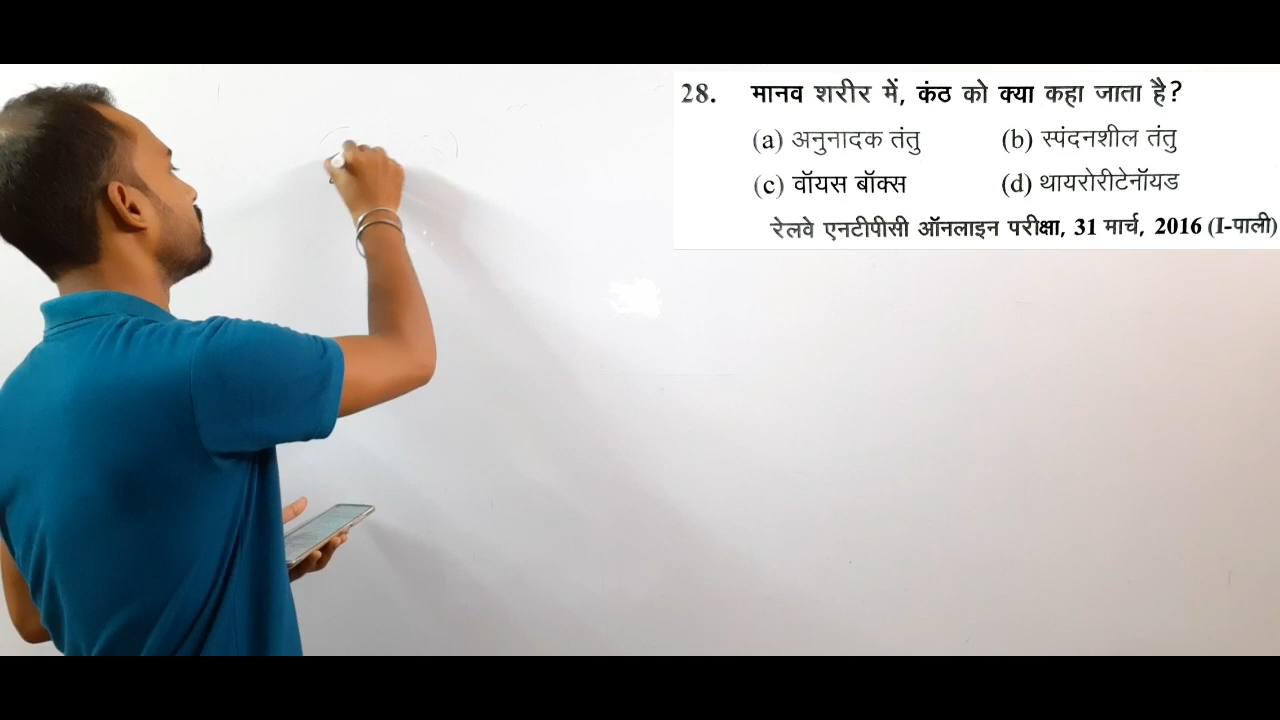 28. मानव शरीर में, कंठ को क्या कहा जाता है?
(a) अनुनादक तंतु (b) स्पंदनशील तंतु
(c) वॉयस बॉक्स (d) थायरोरीटेनॉयड
रेलवे एनटीपीसी ऑनलाइन परीक्षा, 31 मार्च, 2016 (I-पाली)